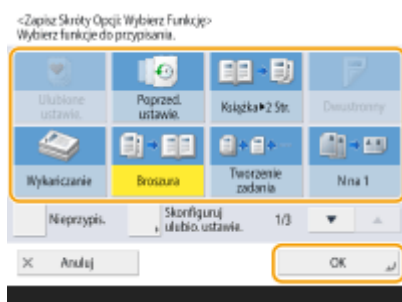 <Zapisz Skróty Opcji: Wybierz Funkcję>
Wybierz funkcje do przypisania.
Ulubione ustawie.
Poprzed. ustawie.
Książka▶2 Str.
Dwustronny
Wykańczanie
Broszura
Tworzenie zadania
N na 1
Nieprzypis.
Skonfiguruj ulubio. ustawie.
1/3
Anuluj
OK